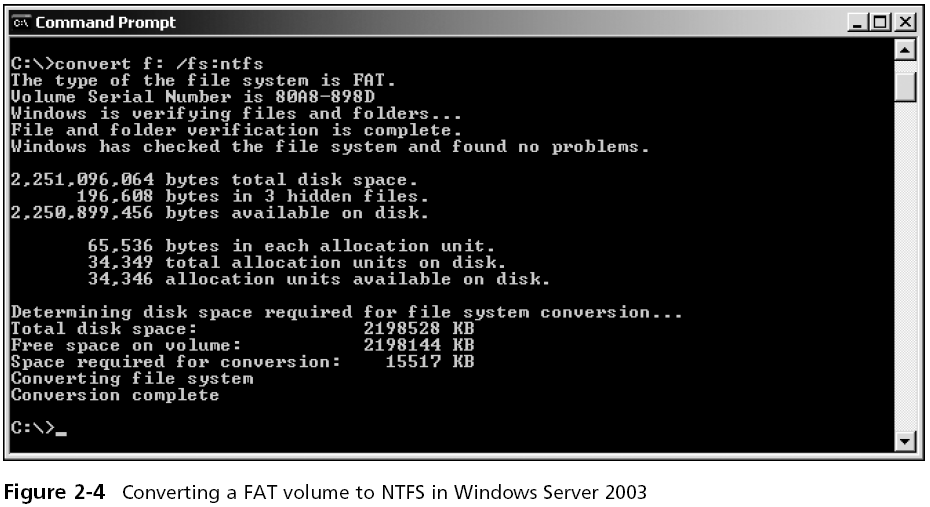 Command Prompt
C:\>convert f: /fs:ntfs
The type of the file system is FAT.
Volume Serial Number is 80A8-898D
Windows is verifying files and folders...
File and folder verification is complete.
Windows has checked the file system and found no problems.
2,251,096,064 bytes total disk space.
196,608 bytes in 3 hidden files.
2,250,899,456 bytes available on disk.
65,536 bytes in each allocation unit.
34,349 total allocation units on disk.
34,346 allocation units available on disk.
Determining disk space required for file system conversion...
Total disk space: 2198528 KB
Free space on volume: 2198144 KB
Space required for conversion: 15517 KB
Converting file system
Conversion complete
C:\>_
Figure 2-4 Converting a FAT volume to NTFS in Windows Server 2003